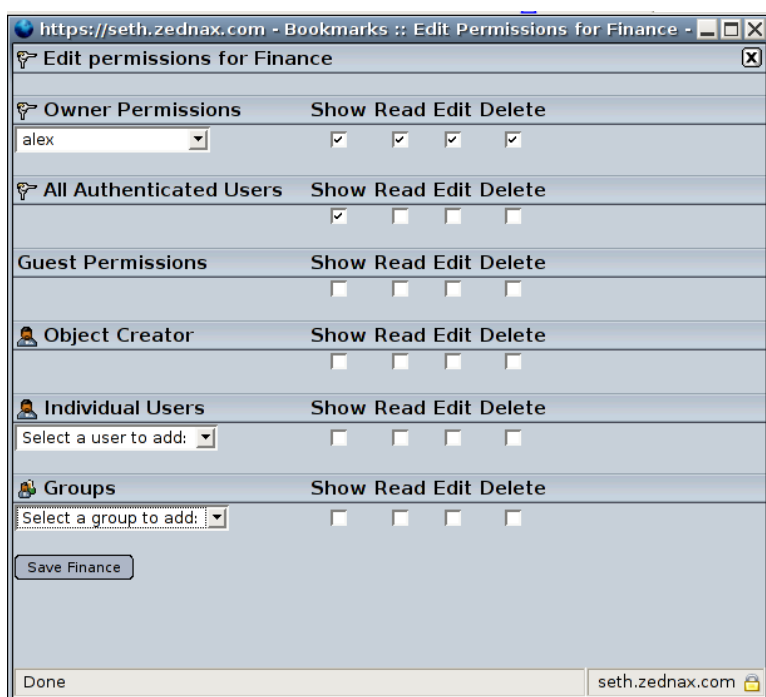 https://seth.zednax.com - Bookmarks :: Edit Permissions for Finance -
Edit permissions for Finance
Owner Permissions Show Read Edit Delete
alex
All Authenticated Users Show Read Edit Delete
Guest Permissions Show Read Edit Delete
Object Creator Show Read Edit Delete
Individual Users Show Read Edit Delete
Select a user to add:
Groups Show Read Edit Delete
Select a group to add:
Save Finance
Done seth.zednax.com